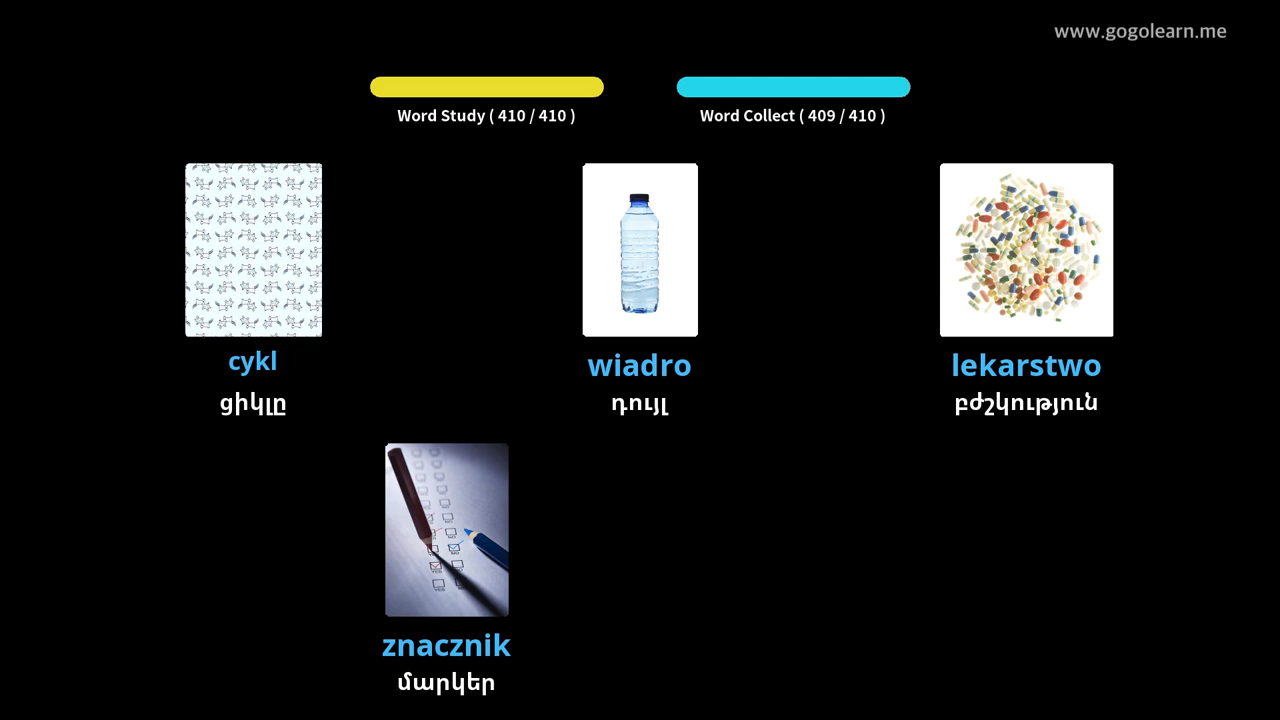 www.gogolearn.me
Word Study ( 410 / 410 )
Word Collect ( 409 / 410 )
cykl
ցիկլը
wiadro
դույլ
lekarstwo
բժշկություն
znacznik
մարկեր